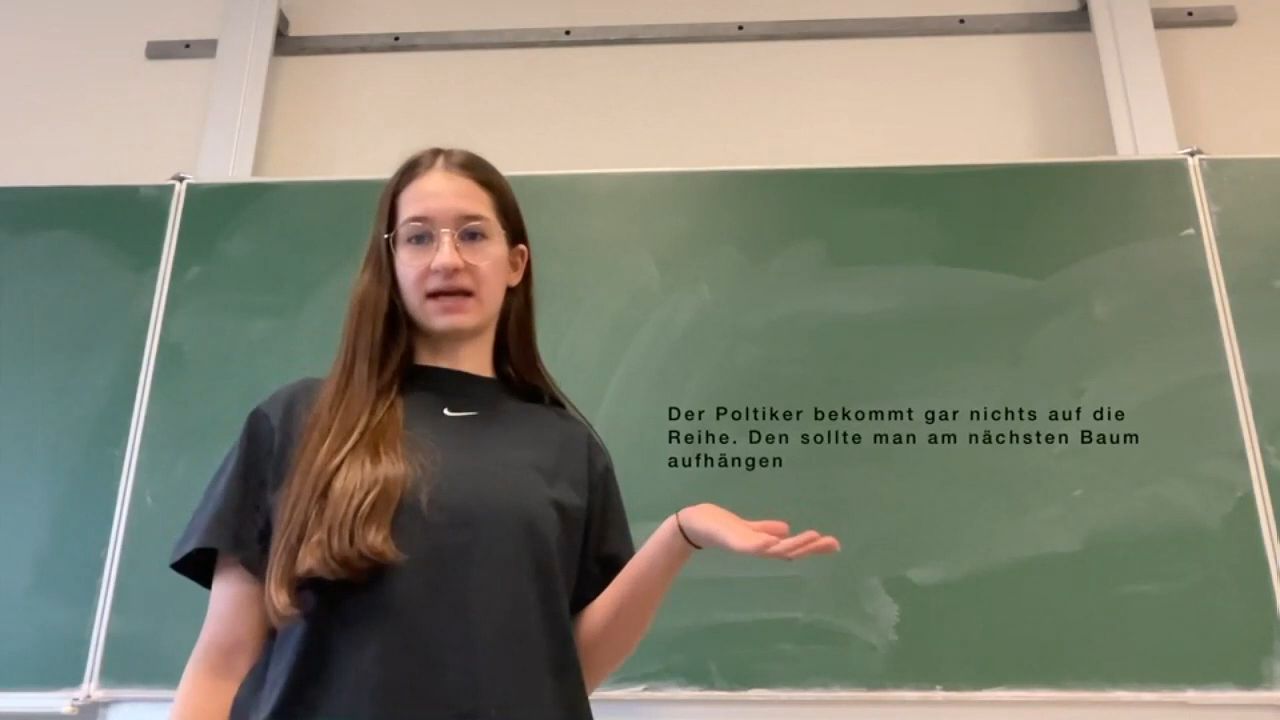 Der Poltiker bekommt gar nichts auf die
Reihe. Den sollte man am nächsten Baum
aufhängen